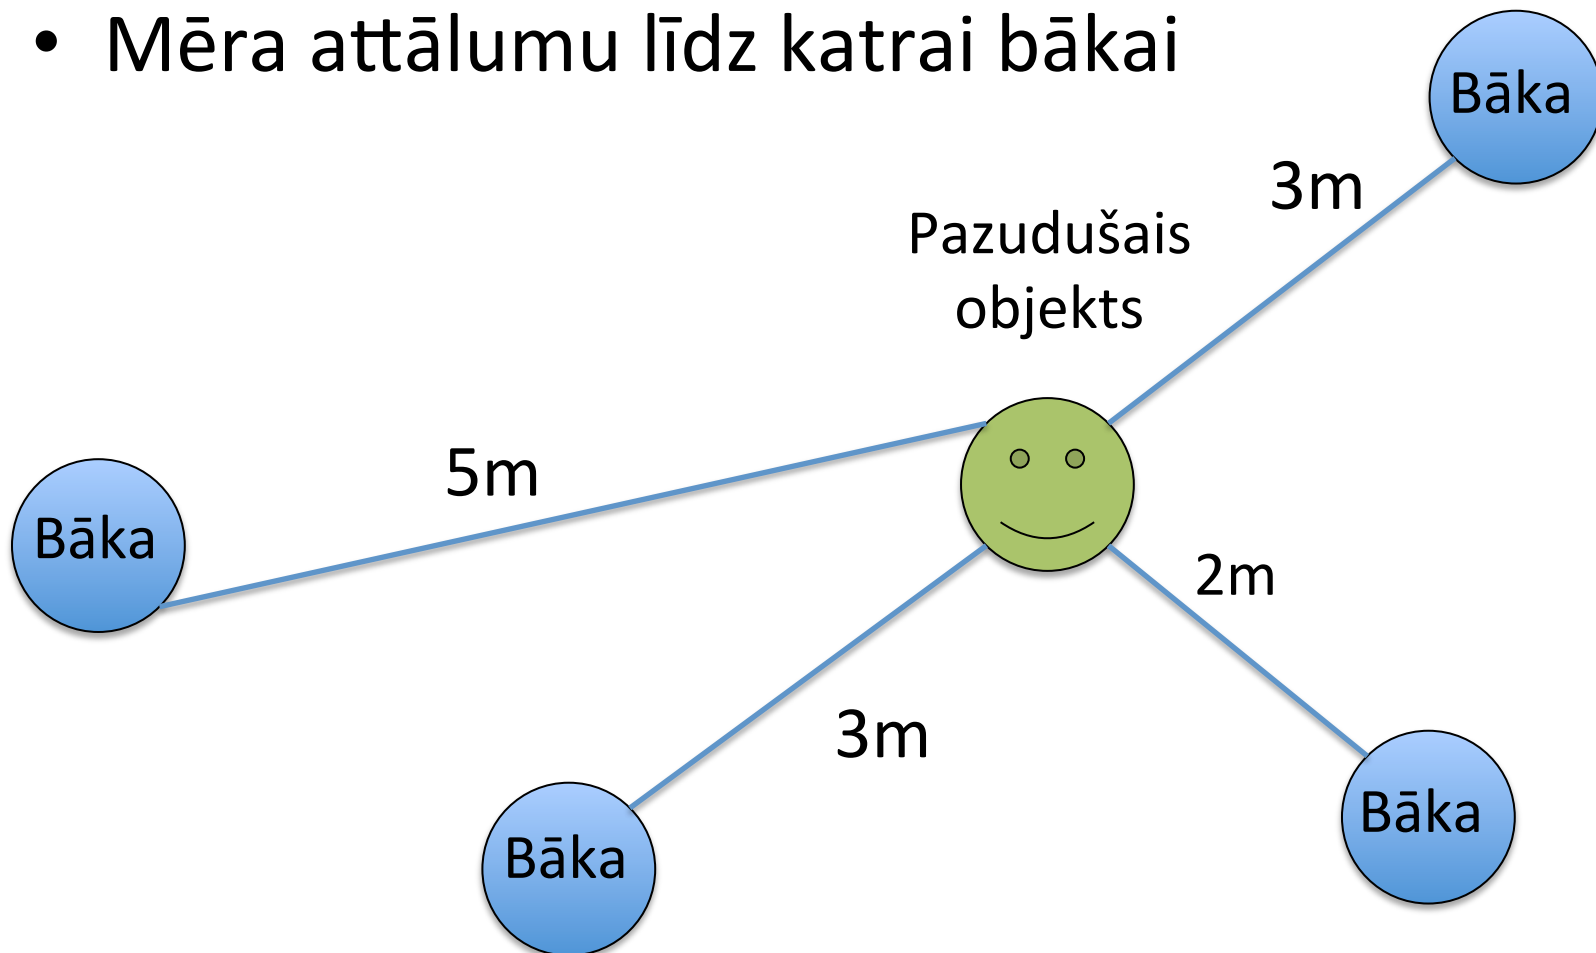 • Mēra attālumu līdz katrai bākai
Bāka
3m
Pazudušais
objekts
5m
Bāka
2m
3m
Bāka
Bāka